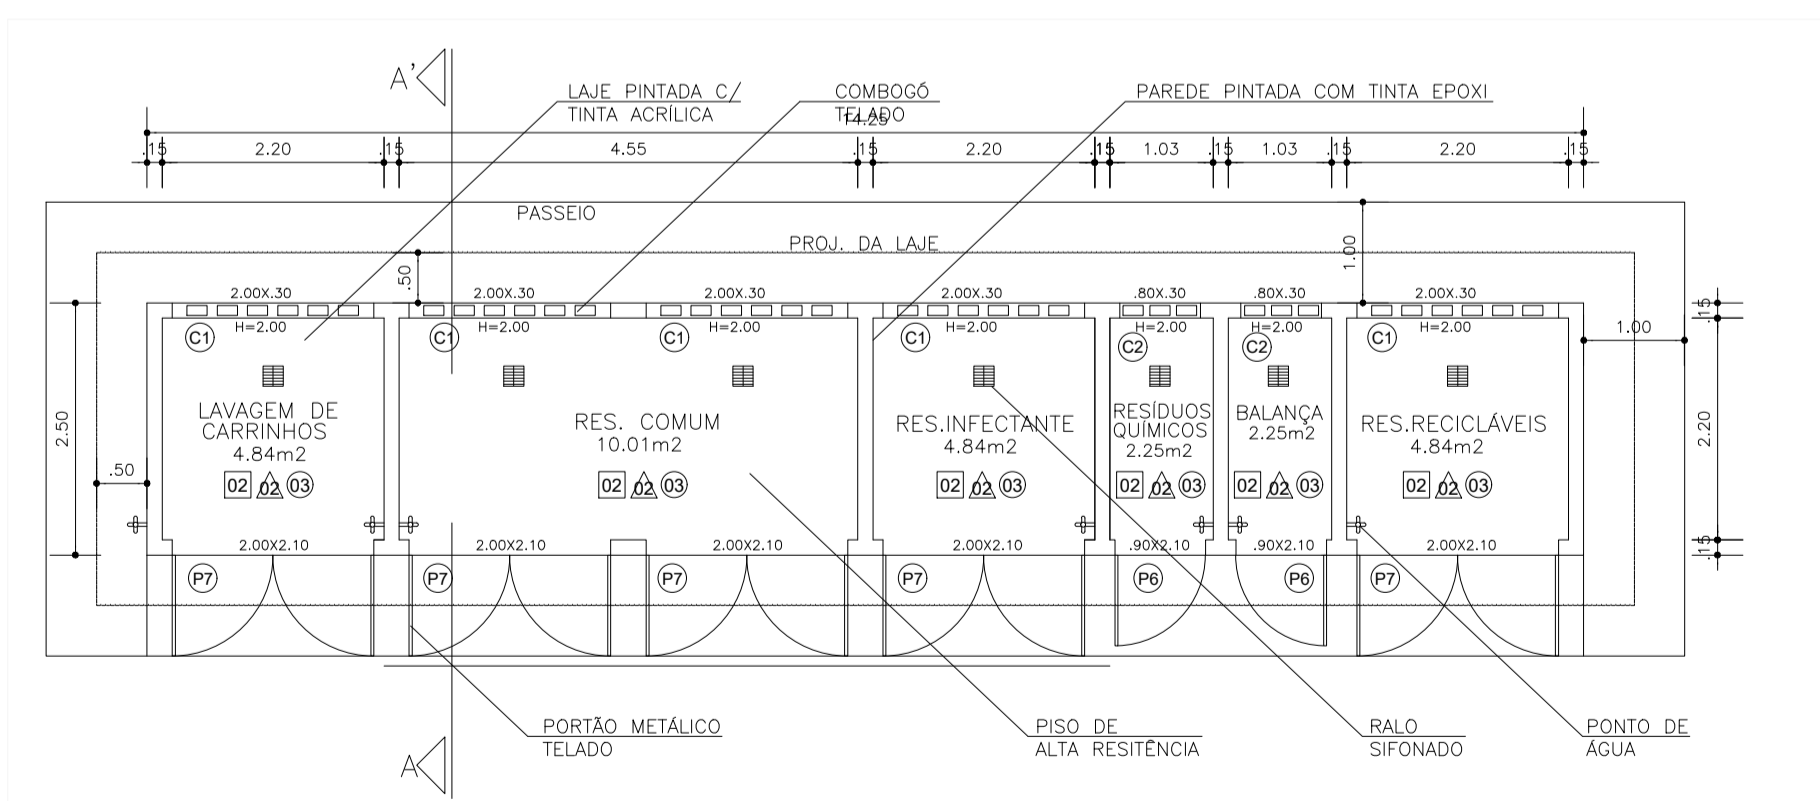 A'
LAJE PINTADA C/
TINTA ACRÍLICA
COMBOGÓ
TELADO
PAREDE PINTADA COM TINTA EPOXI
14.25
.15 2.20 .15 4.55 .15 2.20 .15 .15 1.03 .15 1.03 .15 2.20 .15
PASSEIO
PROJ. DA LAJE
1.00
.50
2.00X.30 2.00X.30 2.00X.30 2.00X.30 .80X.30 .80X.30 2.00X.30
.15
H=2.00 H=2.00 H=2.00 H=2.00 H=2.00 H=2.00 H=2.00
1.00
C1 C1 C1 C1 C2 C2 C1
LAVAGEM DE
CARRINHOS
4.84m2
RES. COMUM
10.01m2
RES.INFECTANTE
4.84m2
RESÍDUOS
QUÍMICOS
2.25m2
BALANÇA
2.25m2
RES.RECICLÁVEIS
4.84m2
2.50
2.20
.50
02 02 03 02 02 03 02 02 03 02 02 03 02 02 03 02 02 03
2.00X2.10 2.00X2.10 2.00X2.10 2.00X2.10 .90X2.10 .90X2.10 2.00X2.10
.15
P7 P7 P7 P7 P6 P6 P7
PORTÃO METÁLICO
TELADO
PISO DE
ALTA RESITÊNCIA
RALO
SIFONADO
PONTO DE
ÁGUA
A